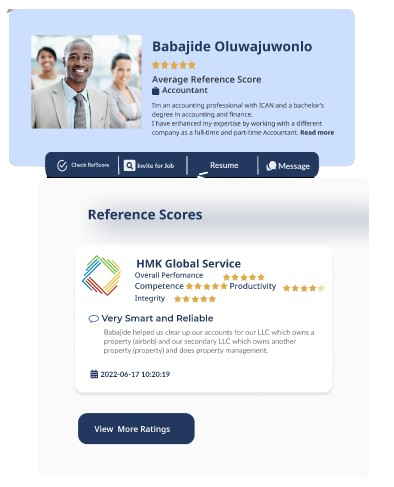 Babajide Oluwajuwonlo
Average Reference Score
Accountant
I'm an accounting professional with ICAN and a bachelor's
degree in accounting and finance.
I have enhanced my expertise by working with a different
company as a full-time and part-time Accountant. Read more
Check RefScore
Invite for Job
Resume
Message
Reference Scores
HMK Global Service
Overall Perfomance
Competence Productivity
Integrity
Very Smart and Reliable
Babajide helped us clear up our accounts for our LLC which owns a
property (airbnb) and our secondary LLC which owns another
property (property) and does property management.
2022-06-17 10:20:19
View More Ratings